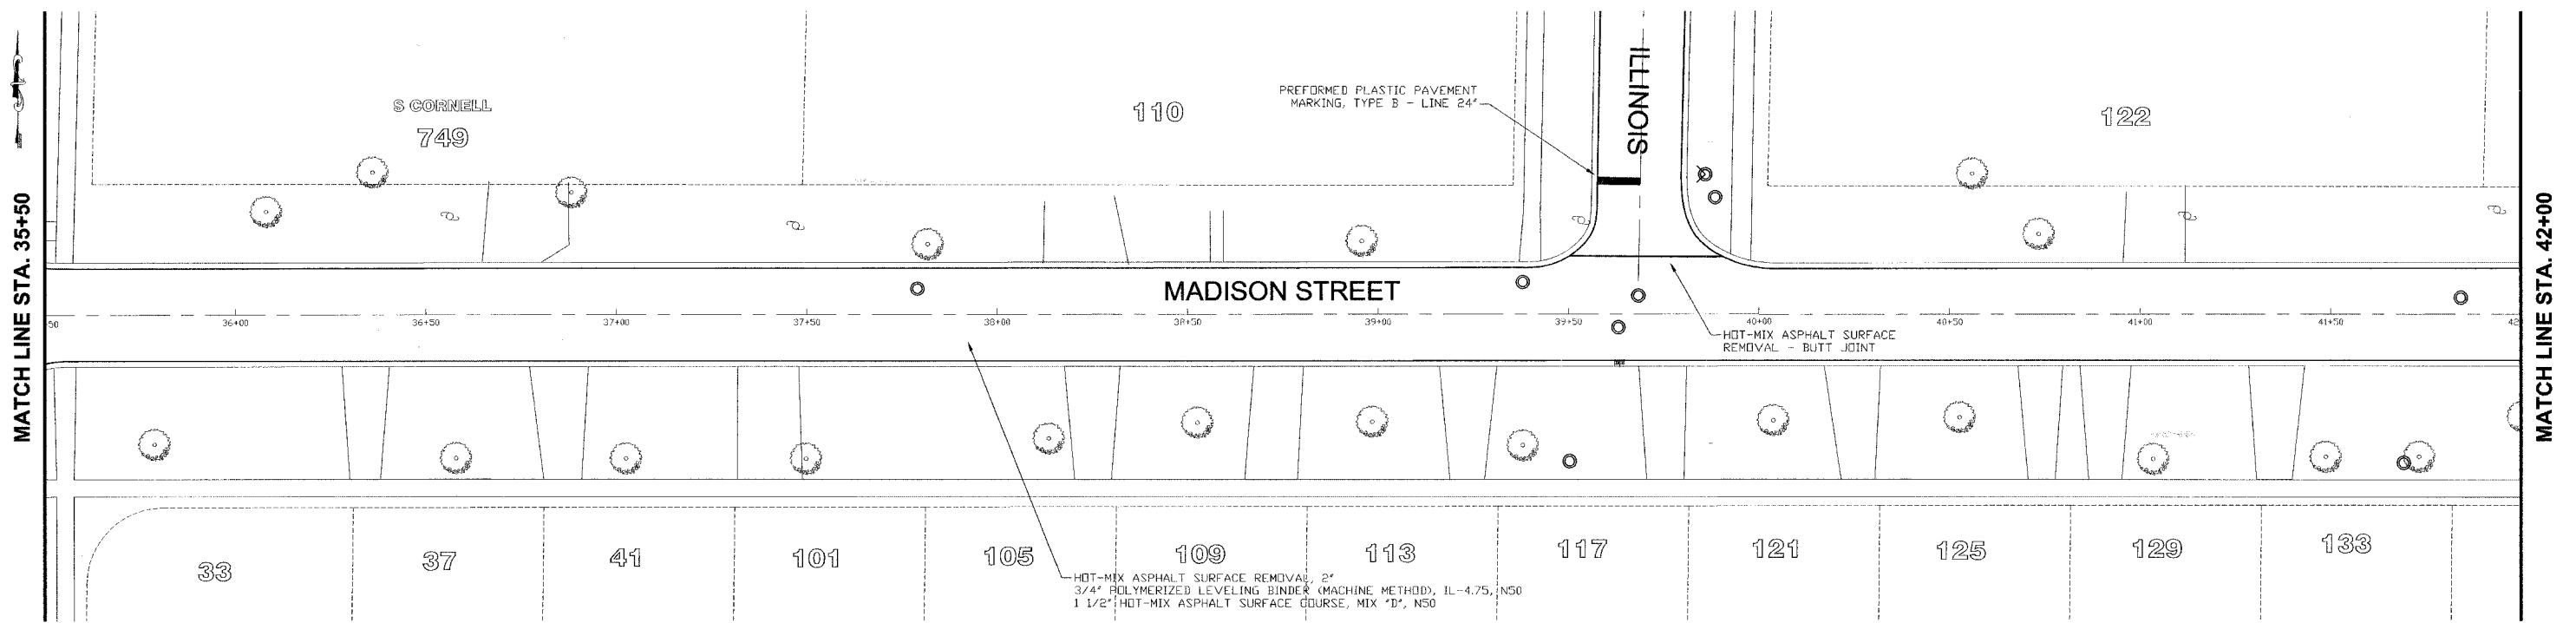 MATCH LINE STA. 35+50
S CORNELL
749
110
PREFORMED PLASTIC PAVEMENT
MARKING, TYPE B - LINE 24"
ILLINOIS
122
MADISON STREET
50
36+00
36+50
37+00
37+50
38+00
38+50
39+00
39+50
40+00
40+50
41+00
41+50
42
HOT-MIX ASPHALT SURFACE
REMOVAL - BUTT JOINT
33
37
41
101
105
109
113
117
121
125
129
133
HOT-MIX ASPHALT SURFACE REMOVAL, 2"
3/4" POLYMERIZED LEVELING BINDER (MACHINE METHOD), IL-4.75, N50
1 1/2" HOT-MIX ASPHALT SURFACE COURSE, MIX "D", N50
MATCH LINE STA. 42+00